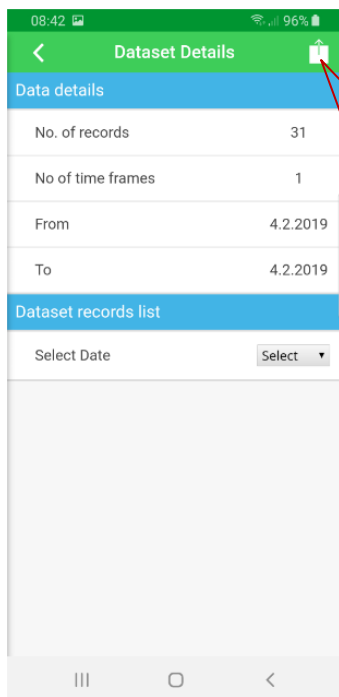 08:42 96%
Dataset Details
Data details
No. of records 31
No of time frames 1
From 4.2.2019
To 4.2.2019
Dataset records list
Select Date Select